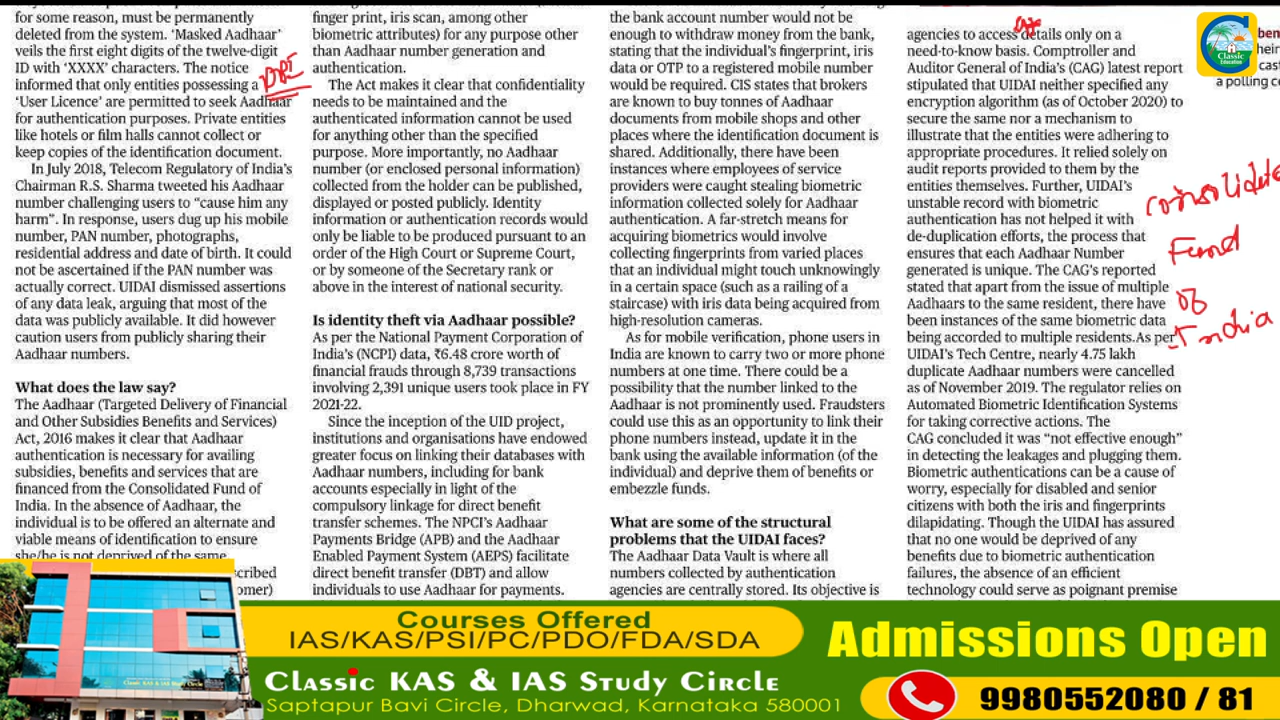 for some reason, must be permanently
deleted from the system. ‘Masked Aadhaar’
veils the first eight digits of the twelve-digit
ID with ‘XXXX’ characters. The notice
informed that only entities possessing a
‘User Licence’ are permitted to seek Aadhaar
for authentication purposes. Private entities
like hotels or film halls cannot collect or
keep copies of the identification document.
In July 2018, Telecom Regulatory of India’s
Chairman R.S. Sharma tweeted his Aadhaar
number challenging users to “cause him any
harm”. In response, users dug up his mobile
number, PAN number, photographs,
residential address and date of birth. It could
not be ascertained if the PAN number was
actually correct. UIDAI dismissed assertions
of any data leak, arguing that most of the
data was publicly available. It did however
caution users from publicly sharing their
Aadhaar numbers.
What does the law say?
The Aadhaar (Targeted Delivery of Financial
and Other Subsidies Benefits and Services)
Act, 2016 makes it clear that Aadhaar
authentication is necessary for availing
subsidies, benefits and services that are
financed from the Consolidated Fund of
India. In the absence of Aadhaar, the
individual is to be offered an alternate and
viable means of identification to ensure
she/he is not deprived of the same
scribed
omer)
finger print, iris scan, among other
biometric attributes) for any purpose other
than Aadhaar number generation and
authentication.
The Act makes it clear that confidentiality
needs to be maintained and the
authenticated information cannot be used
for anything other than the specified
purpose. More importantly, no Aadhaar
number (or enclosed personal information)
collected from the holder can be published,
displayed or posted publicly. Identity
information or authentication records would
only be liable to be produced pursuant to an
order of the High Court or Supreme Court,
or by someone of the Secretary rank or
above in the interest of national security.
Is identity theft via Aadhaar possible?
As per the National Payment Corporation of
India’s (NCPI) data, ₹6.48 crore worth of
financial frauds through 8,739 transactions
involving 2,391 unique users took place in FY
2021-22.
Since the inception of the UID project,
institutions and organisations have endowed
greater focus on linking their databases with
Aadhaar numbers, including for bank
accounts especially in light of the
compulsory linkage for direct benefit
transfer schemes. The NPCI’s Aadhaar
Payments Bridge (APB) and the Aadhaar
Enabled Payment System (AEPS) facilitate
direct benefit transfer (DBT) and allow
individuals to use Aadhaar for payments.
the bank account number would not be
enough to withdraw money from the bank,
stating that the individual’s fingerprint, iris
data or OTP to a registered mobile number
would be required. CIS states that brokers
are known to buy tonnes of Aadhaar
documents from mobile shops and other
places where the identification document is
shared. Additionally, there have been
instances where employees of service
providers were caught stealing biometric
information collected solely for Aadhaar
authentication. A far-stretch means for
acquiring biometrics would involve
collecting fingerprints from varied places
that an individual might touch unknowingly
in a certain space (such as a railing of a
staircase) with iris data being acquired from
high-resolution cameras.
As for mobile verification, phone users in
India are known to carry two or more phone
numbers at one time. There could be a
possibility that the number linked to the
Aadhaar is not prominently used. Fraudsters
could use this as an opportunity to link their
phone numbers instead, update it in the
bank using the available information (of the
individual) and deprive them of benefits or
embezzle funds.
What are some of the structural
problems that the UIDAI faces?
The Aadhaar Data Vault is where all
numbers collected by authentication
agencies are centrally stored. Its objective is
agencies to access details only on a
need-to-know basis. Comptroller and
Auditor General of India’s (CAG) latest report
stipulated that UIDAI neither specified any
encryption algorithm (as of October 2020) to
secure the same nor a mechanism to
illustrate that the entities were adhering to
appropriate procedures. It relied solely on
audit reports provided to them by the
entities themselves. Further, UIDAI’s
unstable record with biometric
authentication has not helped it with
de-duplication efforts, the process that
ensures that each Aadhaar Number
generated is unique. The CAG’s reported
stated that apart from the issue of multiple
Aadhaars to the same resident, there have
been instances of the same biometric data
being accorded to multiple residents.As per
UIDAI’s Tech Centre, nearly 4.75 lakh
duplicate Aadhaar numbers were cancelled
as of November 2019. The regulator relies on
Automated Biometric Identification Systems
for taking corrective actions. The
CAG concluded it was “not effective enough”
in detecting the leakages and plugging them.
Biometric authentications can be a cause of
worry, especially for disabled and senior
citizens with both the iris and fingerprints
dilapidating. Though the UIDAI has assured
that no one would be deprived of any
benefits due to biometric authentication
failures, the absence of an efficient
technology could serve as poignant premise
Fund
of
India
Classic
Education
ben
heir
cast
a polling c
Courses Offered
IAS/KAS/PSI/PC/PDO/FDA/SDA
Classic KAS & IAS Study Circle
Saptapur Bavi Circle, Dharwad, Karnataka 580001
Admissions Open
9980552080 / 81